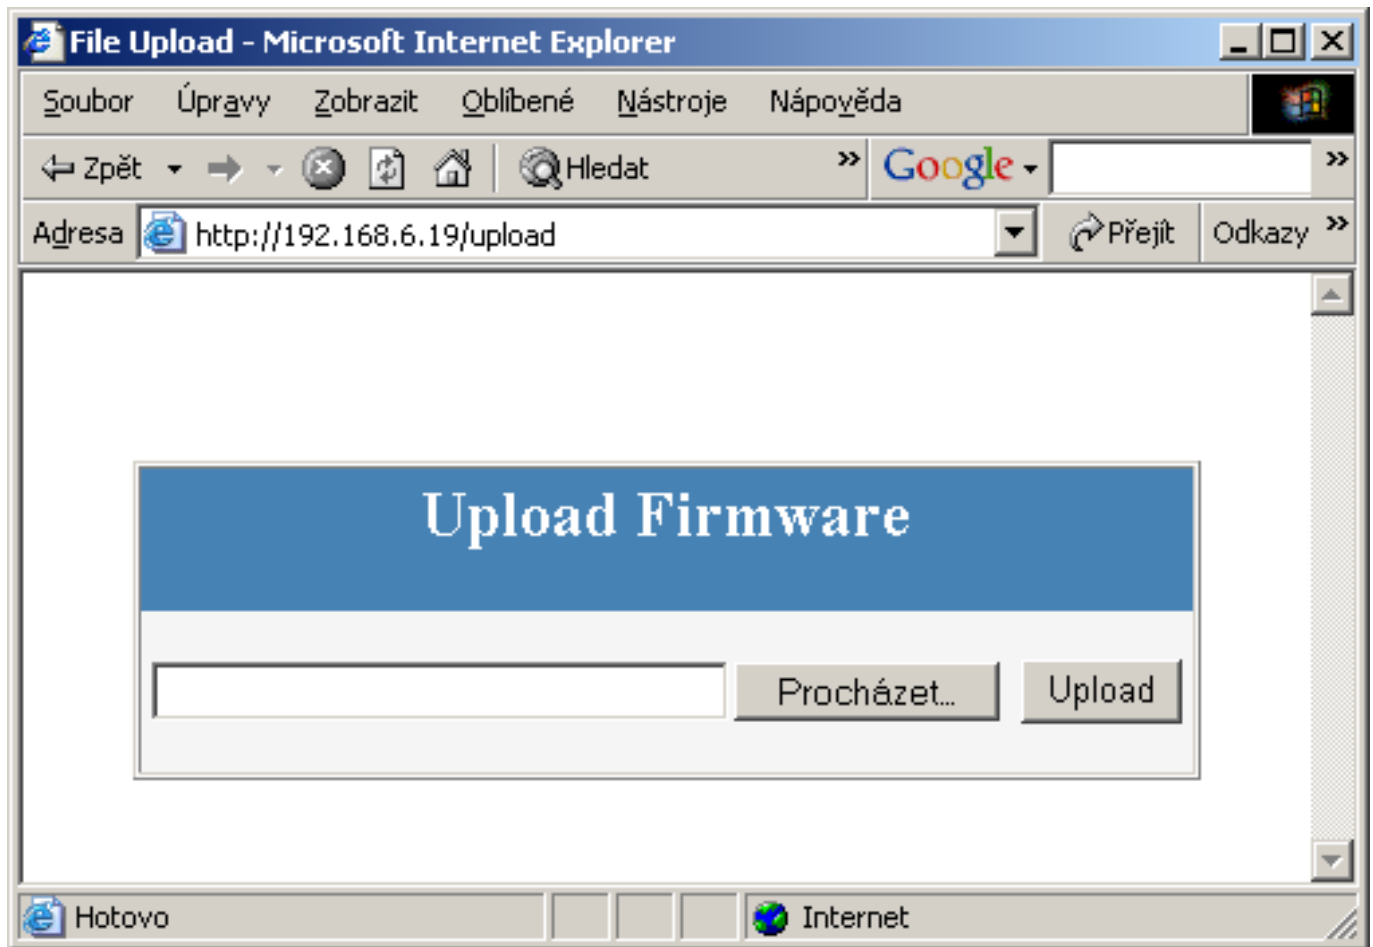 File Upload - Microsoft Internet Explorer
Soubor Úpravy Zobrazit Oblíbené Nástroje Nápověda
Zpět Hledat » Google »
Adresa http://192.168.6.19/upload Přejít Odkazy »
Upload Firmware
Procházet... Upload
Hotovo Internet